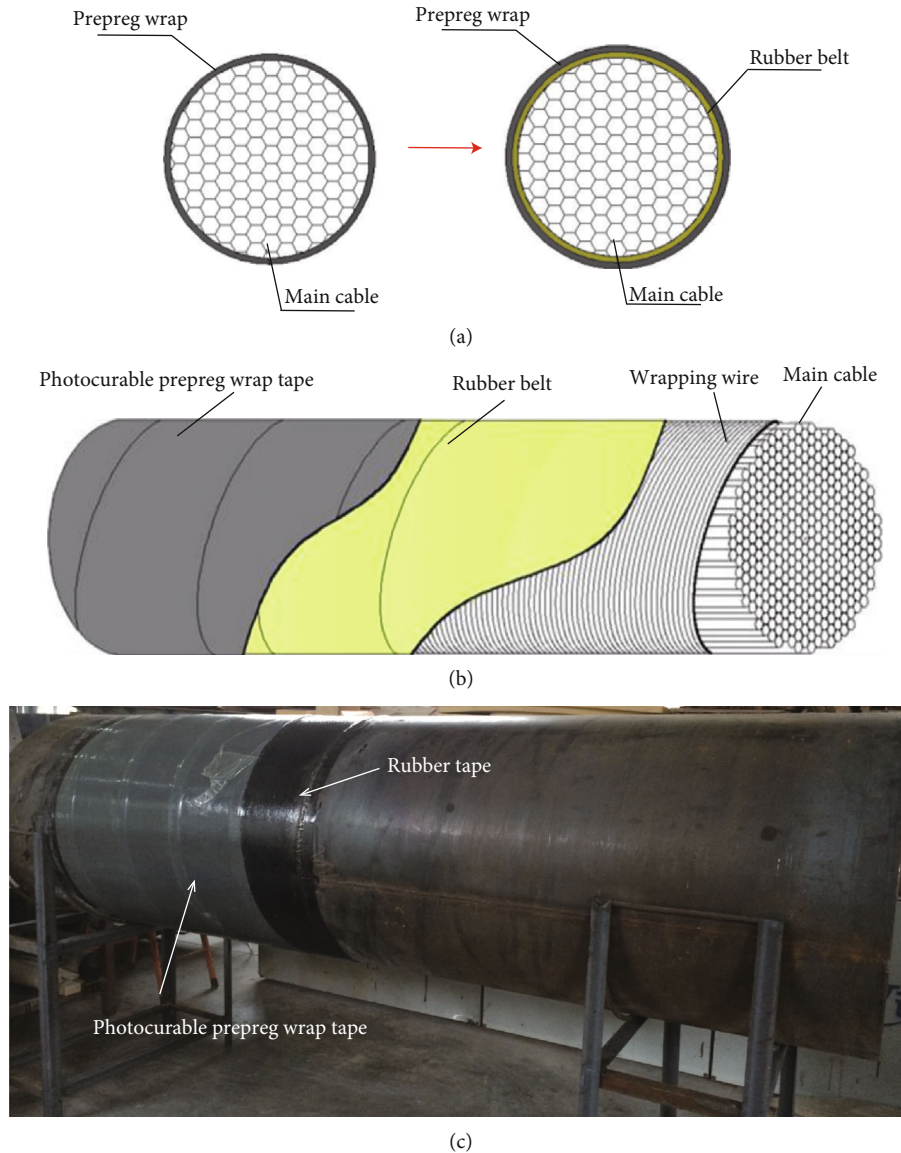 Prepreg wrap
Main cable
Prepreg wrap
Rubber belt
Main cable
(a)
Photocurable prepreg wrap tape
Rubber belt
Wrapping wire
Main cable
(b)
Rubber tape
Photocurable prepreg wrap tape
(c)